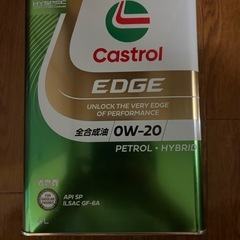 HYSPEC
Castrol
EDGE
UNLOCK THE VERY EDGE
OF PERFORMANCE
全合成油 0W-20
PETROL・HYBRID
API SP
ILSAC GF-6A